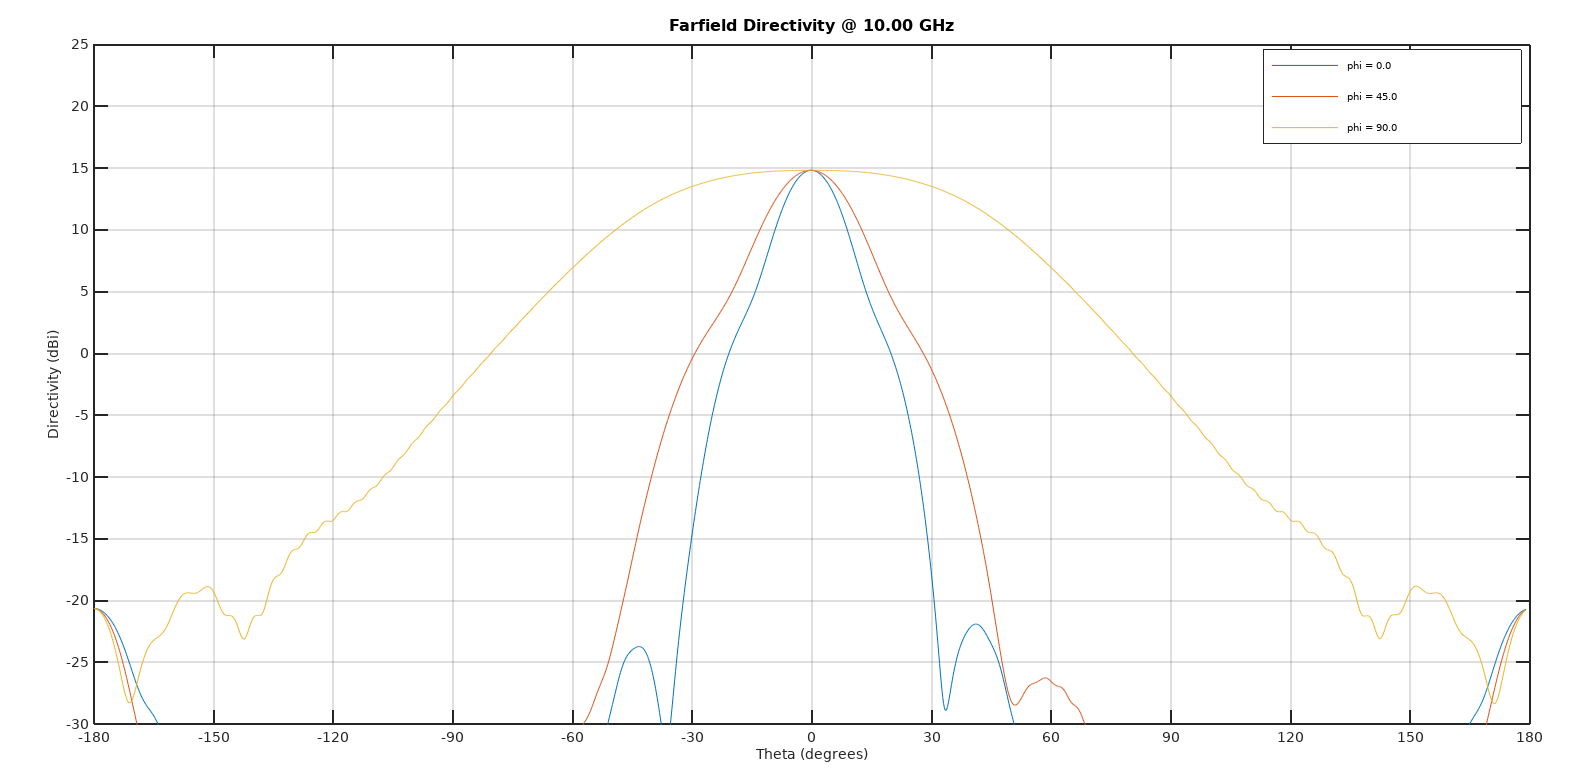 Farfield Directivity @ 10.00 GHz
phi = 0.0
phi = 45.0
phi = 90.0
Directivity (dBi)
25
20
15
10
5
0
-5
-10
-15
-20
-25
-30
-180 -150 -120 -90 -60 -30 0 30 60 90 120 150 180
Theta (degrees)